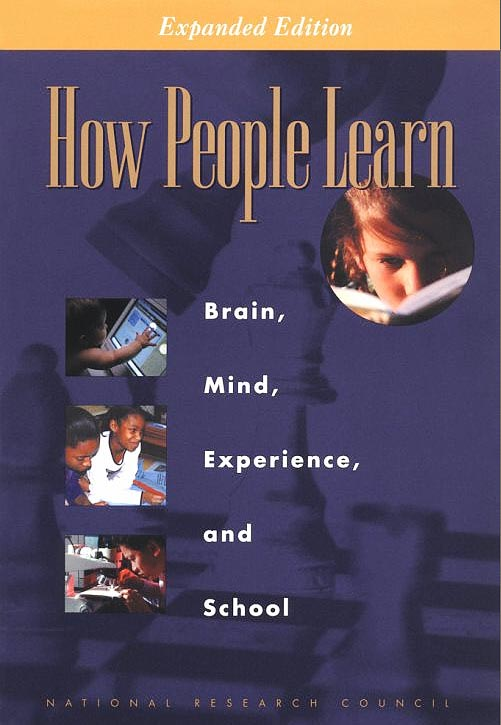 Expanded Edition
How People Learn
Brain,
Mind,
Experience,
and
School
NATIONAL RESEARCH COUNCIL